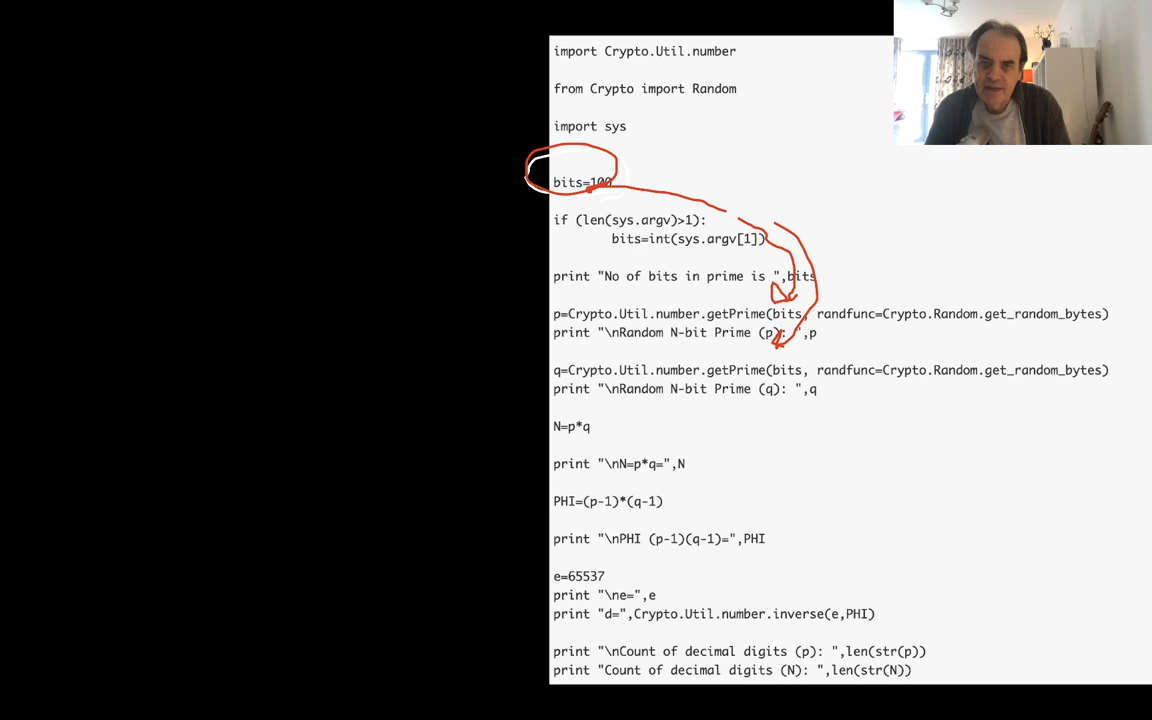 import Crypto.Util.number
from Crypto import Random
import sys
bits=100
if (len(sys.argv)>1):
bits=int(sys.argv[1])
print "No of bits in prime is ",bits
p=Crypto.Util.number.getPrime(bits, randfunc=Crypto.Random.get_random_bytes)
print "\nRandom N-bit Prime (p): ",p
q=Crypto.Util.number.getPrime(bits, randfunc=Crypto.Random.get_random_bytes)
print "\nRandom N-bit Prime (q): ",q
N=p*q
print "\nN=p*q=",N
PHI=(p-1)*(q-1)
print "\nPHI (p-1)(q-1)=",PHI
e=65537
print "\ne=",e
print "d=",Crypto.Util.number.inverse(e,PHI)
print "\nCount of decimal digits (p): ",len(str(p))
print "Count of decimal digits (N): ",len(str(N))